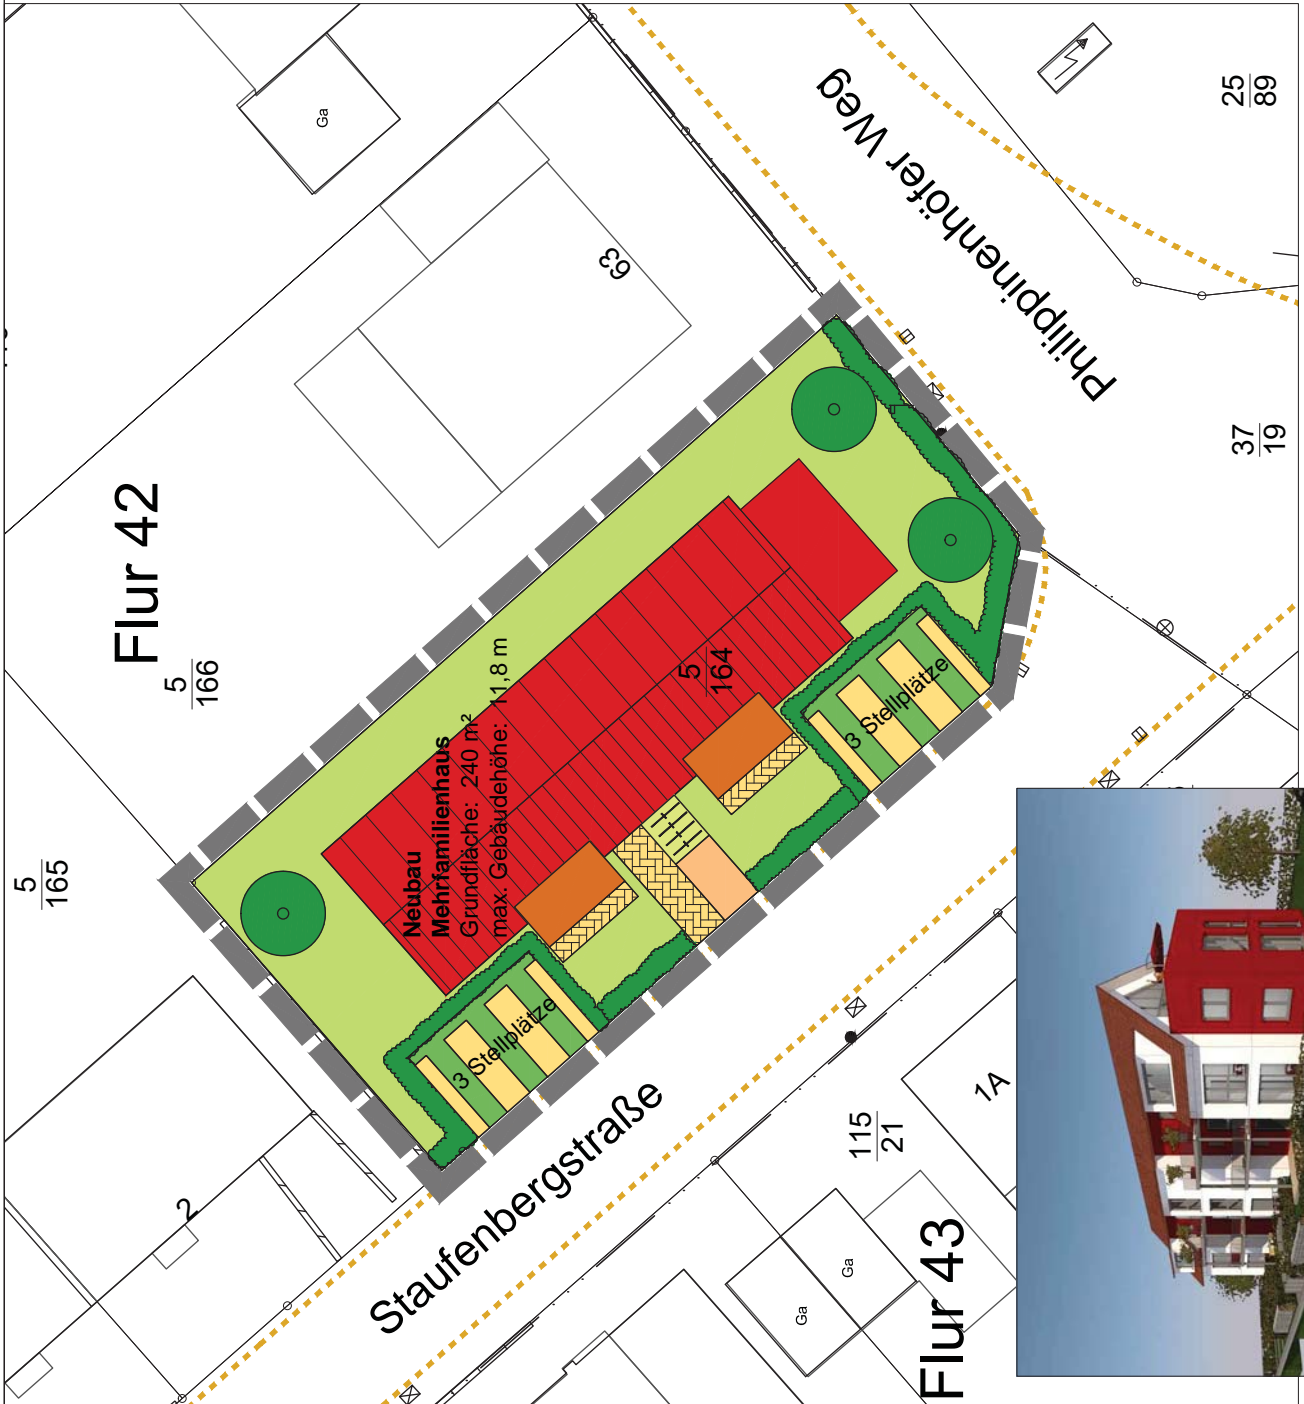 Flur 42
5
166
5
165
Ga
63
Philippinenhöfer Weg
25
89
37
19
Neubau
Mehrfamilienhaus
Grundfläche: 240 m²
max. Gebäudehöhe: 11,8 m
5
164
3 Stellplätze
3 Stellplätze
Staufenbergstraße
2
115
21
1A
Ga
Ga
Flur 43